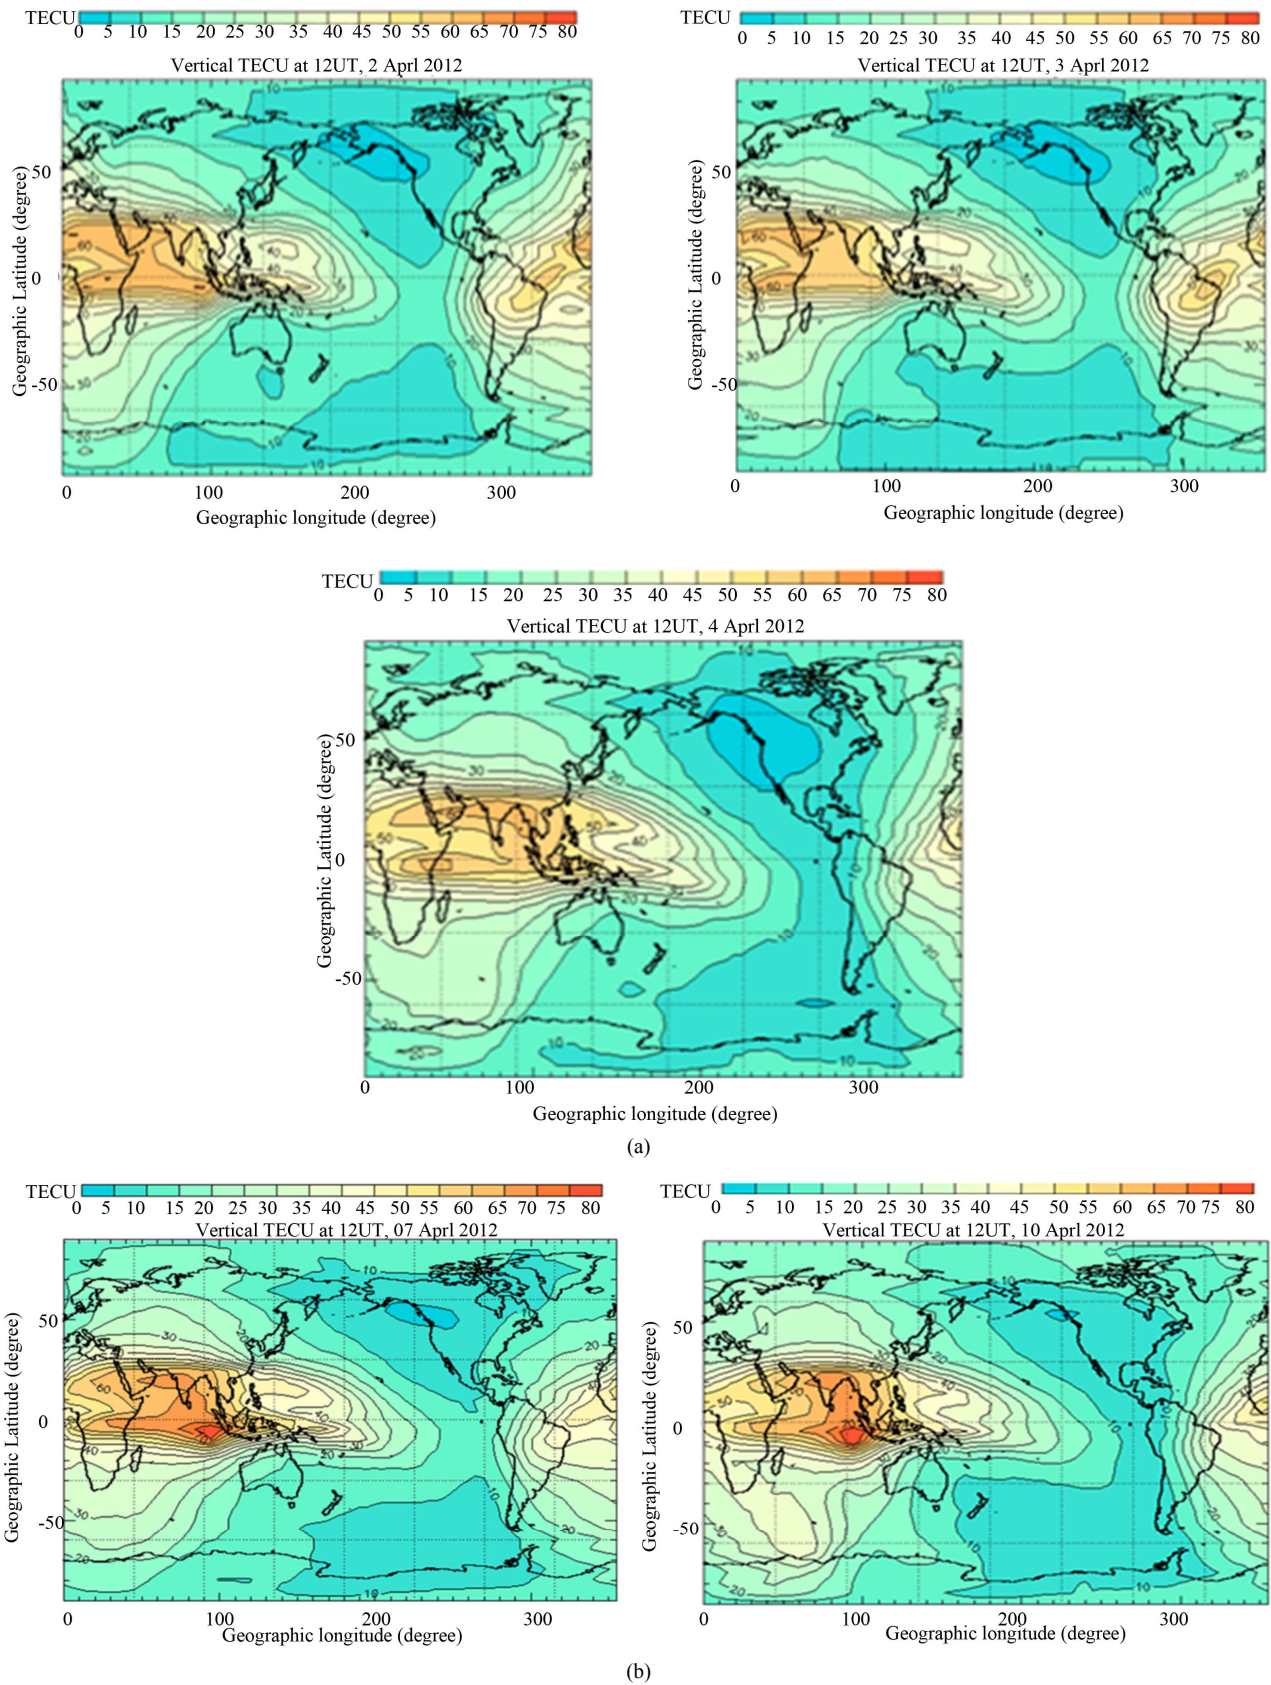 TECU
0 5 10 15 20 25 30 35 40 45 50 55 60 65 70 75 80
Vertical TECU at 12UT, 2 Aprl 2012
Geographic Latitude (degree)
50
0
-50
0 100 200 300
Geographic longitude (degree)
TECU
0 5 10 15 20 25 30 35 40 45 50 55 60 65 70 75 80
Vertical TECU at 12UT, 3 Aprl 2012
Geographic Latitude (degree)
50
0
-50
0 100 200 300
Geographic longitude (degree)
TECU
0 5 10 15 20 25 30 35 40 45 50 55 60 65 70 75 80
Vertical TECU at 12UT, 4 Aprl 2012
Geographic Latitude (degree)
50
0
-50
0 100 200 300
Geographic longitude (degree)
(a)
TECU
0 5 10 15 20 25 30 35 40 45 50 55 60 65 70 75 80
Vertical TECU at 12UT, 07 Aprl 2012
Geographic Latitude (degree)
50
0
-50
0 100 200 300
Geographic longitude (degree)
TECU
0 5 10 15 20 25 30 35 40 45 50 55 60 65 70 75 80
Vertical TECU at 12UT, 10 Aprl 2012
Geographic Latitude (degree)
50
0
-50
0 100 200 300
Geographic longitude (degree)
(b)